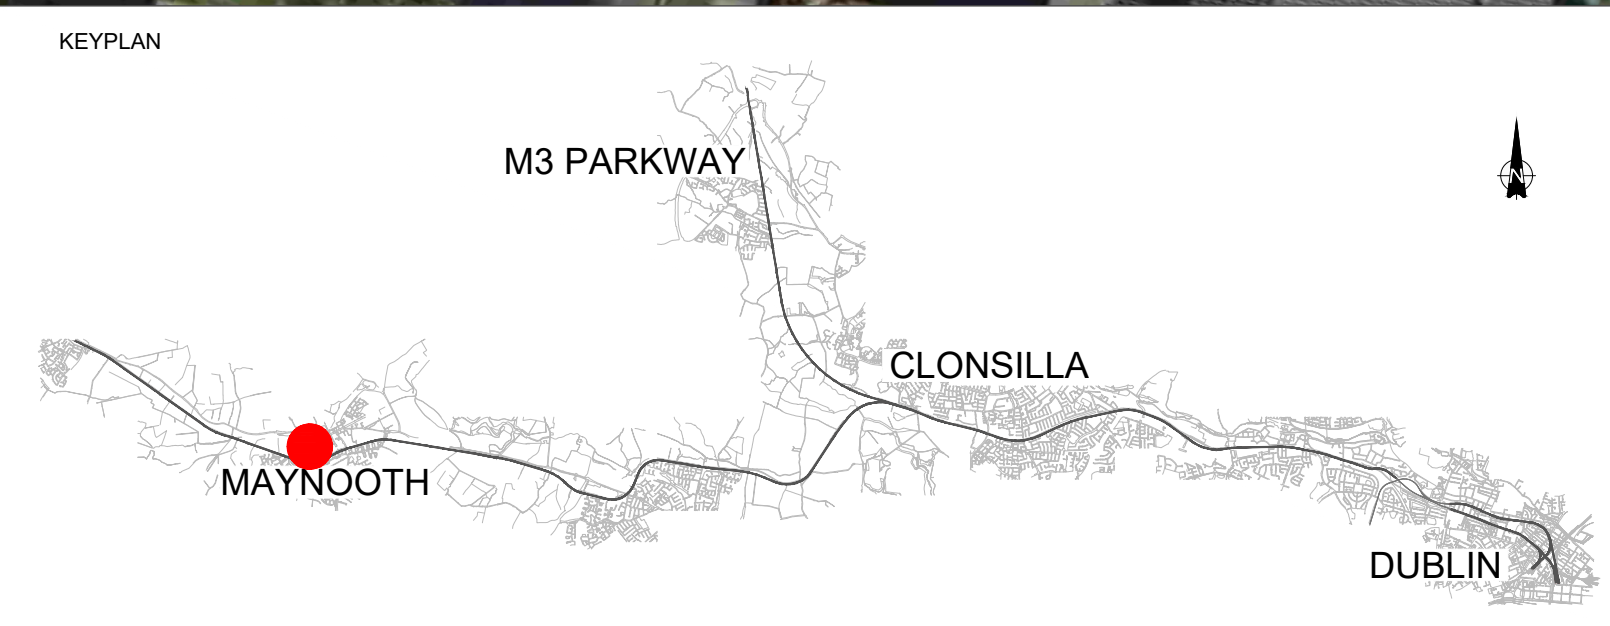 KEYPLAN
M3 PARKWAY
N
CLONSILLA
MAYNOOTH
DUBLIN